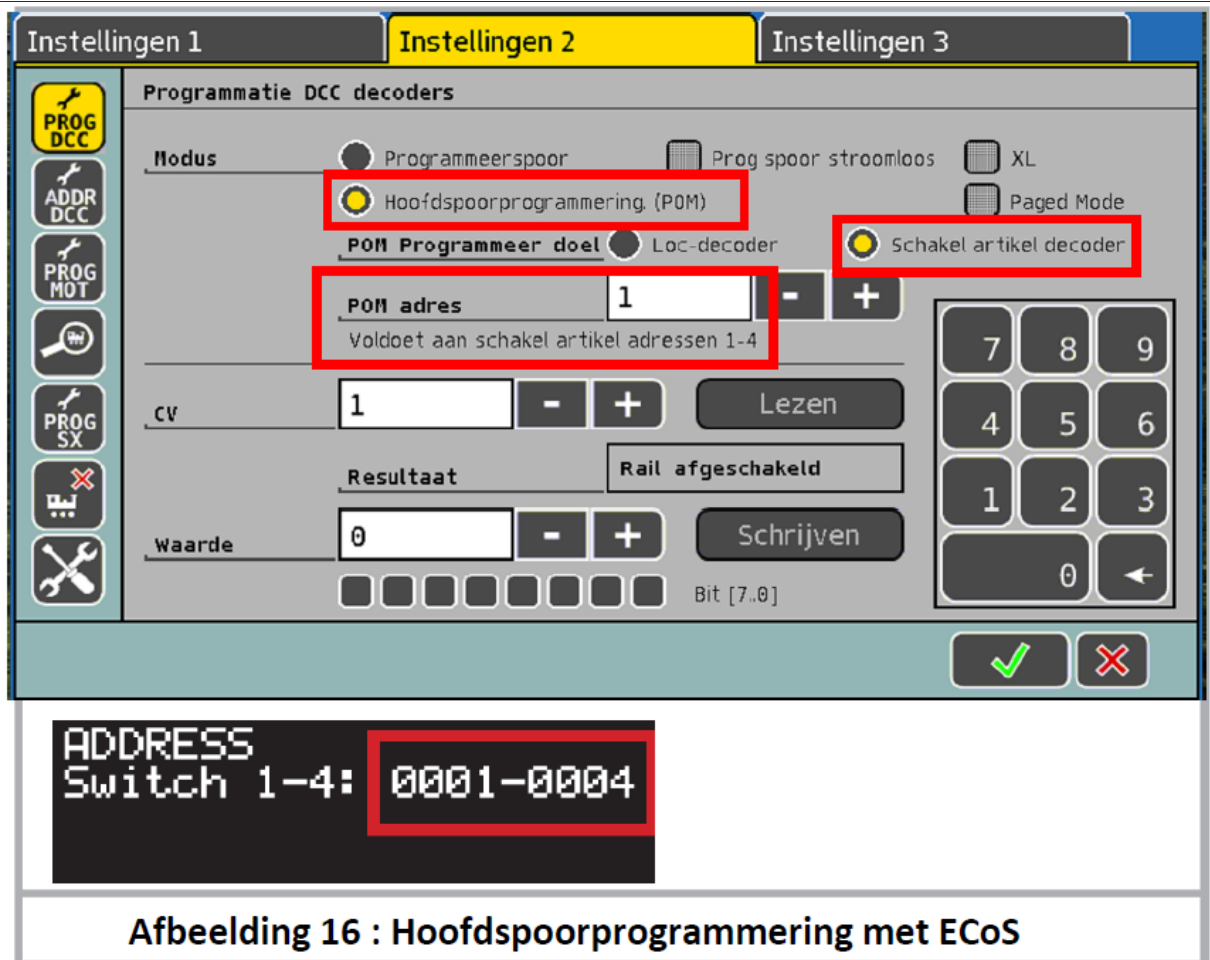 Instellingen 1
Instellingen 2
Instellingen 3
Programmatie DCC decoders
PROG
DCC
ADDR
DCC
PROG
MOT
PROG
SX
Modus
Programmeerspoor
Prog spoor stroomloos
XL
Hoofdspoorprogrammering. (POM)
Paged Mode
POM Programmeer doel
Loc-decoder
Schakel artikel decoder
POM adres
1
- +
Voldoet aan schakel artikel adressen 1-4
CV
1
- +
Lezen
Resultaat
Rail afgeschakeld
Waarde
0
- +
Schrijven
Bit [7..0]
7 8 9
4 5 6
1 2 3
0
ADDRESS
Switch 1-4: 0001-0004
Afbeelding 16 : Hoofdspoorprogrammering met ECoS